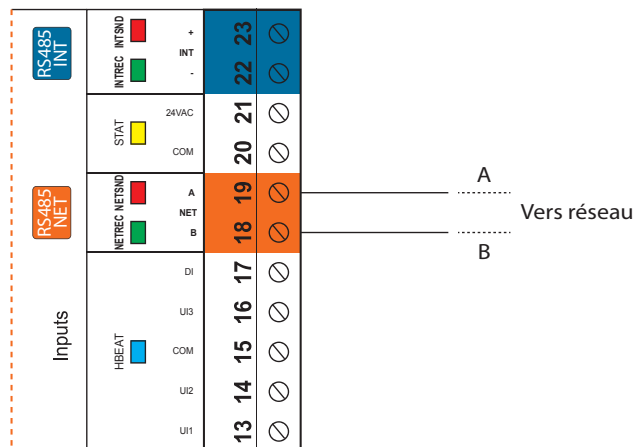 RS485
INT
INTREC INTSND
+
INT
-
23
22
STAT
24VAC
COM
21
20
RS485
NET
NETREC NETSND
A
NET
B
19
18
A
B
Vers réseau
Inputs
HBEAT
DI
UI3
COM
UI2
UI1
17
16
15
14
13